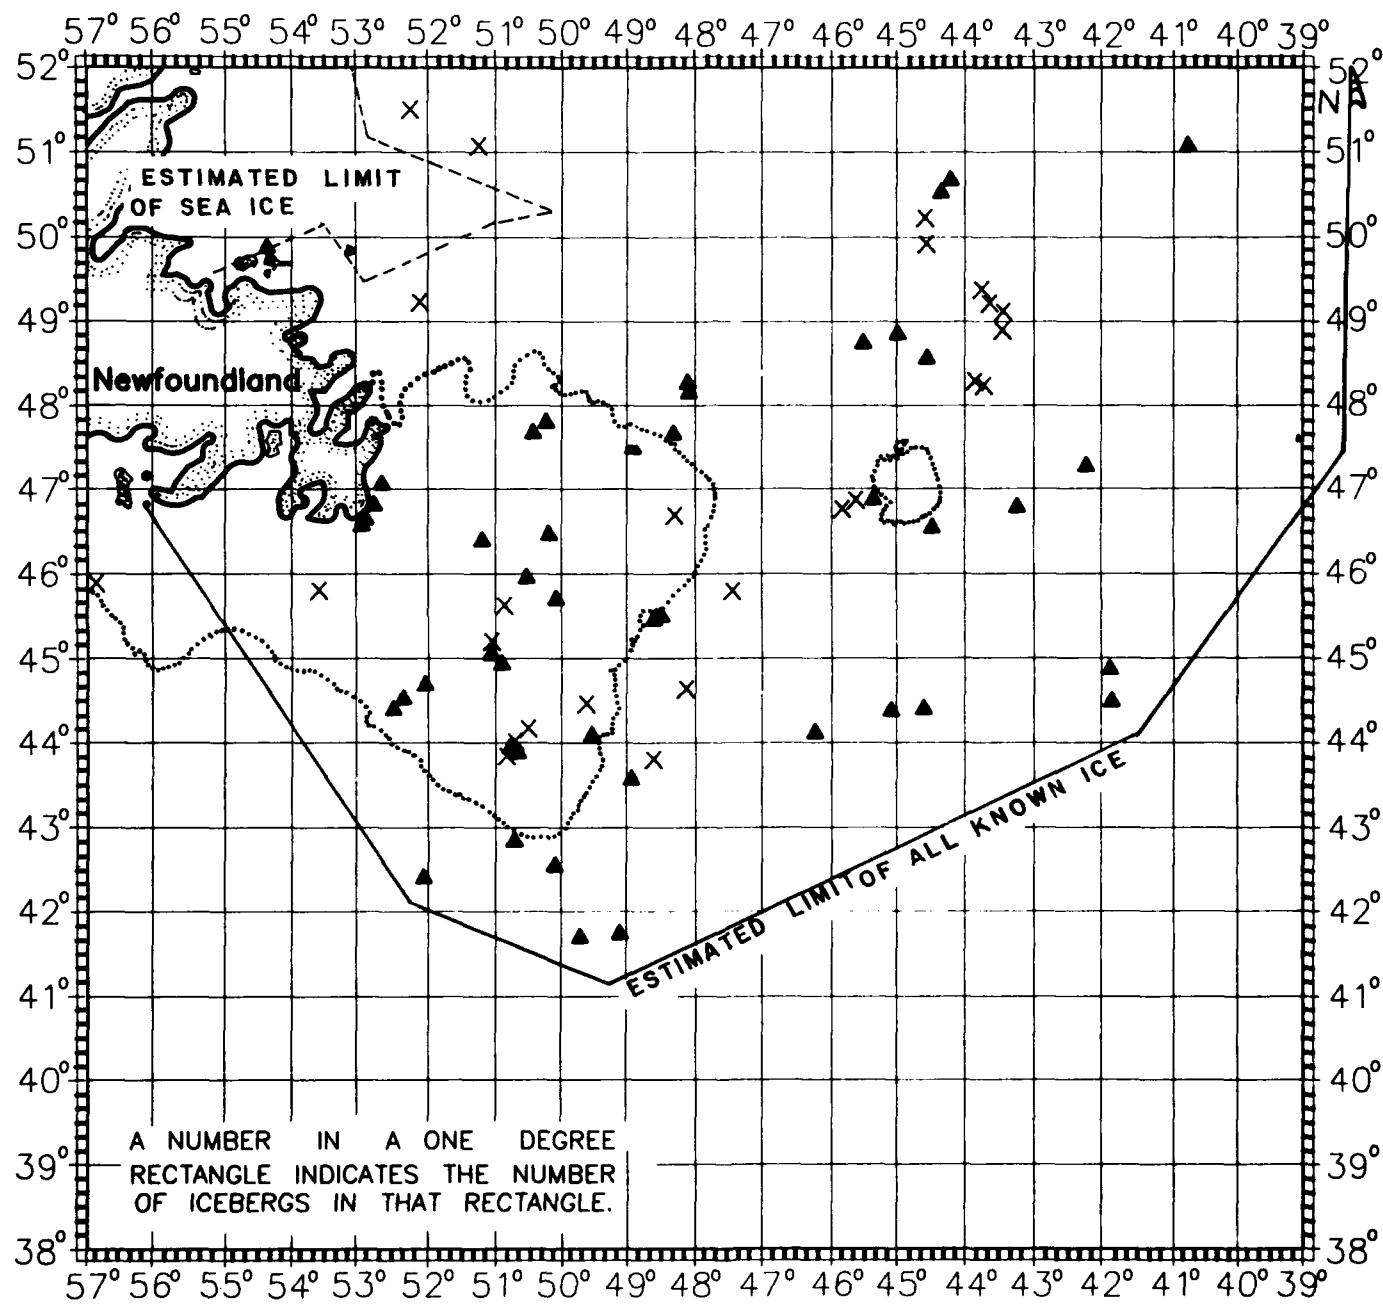 57° 56° 55° 54° 53° 52° 51° 50° 49° 48° 47° 46° 45° 44° 43° 42° 41° 40° 39°
52° 52°
N
51° 51°
ESTIMATED LIMIT
OF SEA ICE
50° 50°
49° 49°
Newfoundland
48° 48°
47° 47°
46° 46°
45° 45°
44° 44°
43° 43°
42° 42°
ESTIMATED LIMIT OF ALL KNOWN ICE
41° 41°
40° 40°
A NUMBER IN A ONE DEGREE
39° 39°
RECTANGLE INDICATES THE NUMBER
OF ICEBERGS IN THAT RECTANGLE.
38° 38°
57° 56° 55° 54° 53° 52° 51° 50° 49° 48° 47° 46° 45° 44° 43° 42° 41° 40° 39°